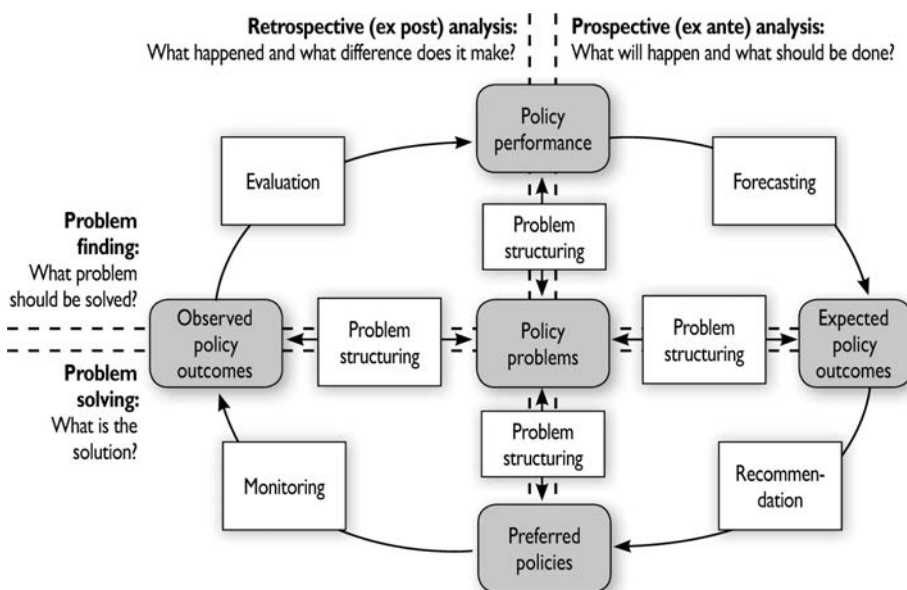 Retrospective (ex post) analysis:
What happened and what difference does it make?
Prospective (ex ante) analysis:
What will happen and what should be done?
Policy
performance
Evaluation
Forecasting
Problem
structuring
Problem
finding:
What problem
should be solved?
Observed
policy
outcomes
Problem
structuring
Policy
problems
Problem
structuring
Expected
policy
outcomes
Problem
solving:
What is the
solution?
Problem
structuring
Monitoring
Recommen-
dation
Preferred
policies